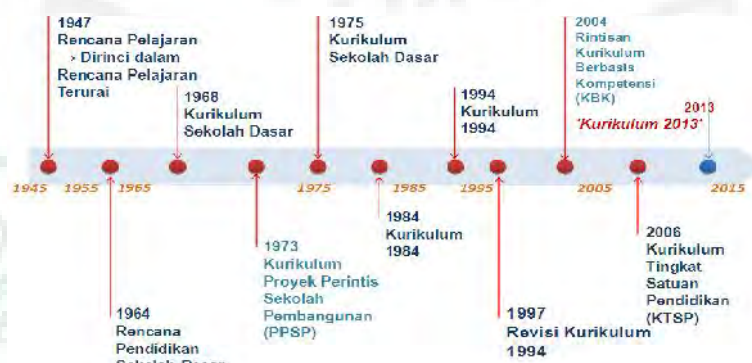 1947
Rencana Pelajaran
› Dirinci dalam
Rencana Pelajaran
Terurai
1968
Kurikulum
Sekolah Dasar
1975
Kurikulum
Sekolah Dasar
1994
Kurikulum
1994
2004
Rintisan
Kurikulum
Berbasis
Kompetensi
(KBK)
2013
'Kurikulum 2013'
1945 1955 1965 1975 1985 1995 2005 2015
1964
Rencana
Pendidikan
Sekolah Dasar
1973
Kurikulum
Proyek Perintis
Sekolah
Pembangunan
(PPSP)
1984
Kurikulum
1984
1997
Revisi Kurikulum
1994
2006
Kurikulum
Tingkat
Satuan
Pendidikan
(KTSP)